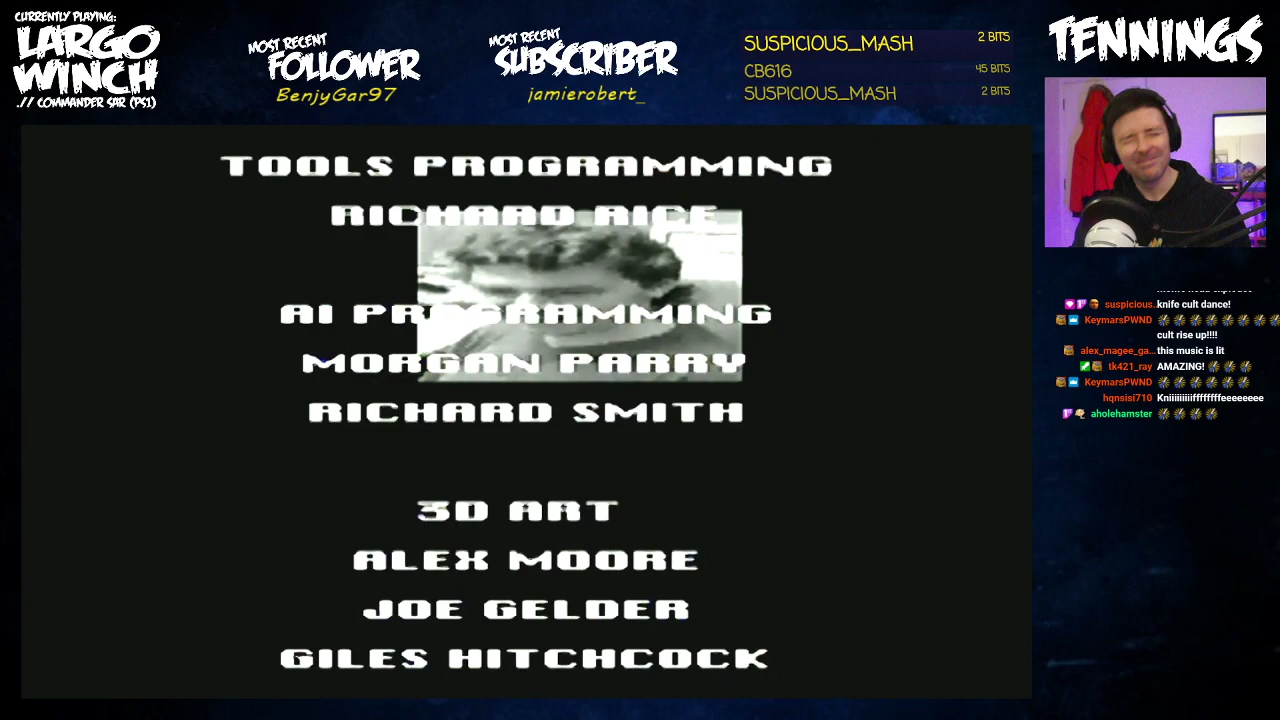 CURRENTLY PLAYING:
LARGO
WINCH
.// COMMANDER SAR (PS1)
MOST RECENT
FOLLOWER
BenjyGar97
MOST RECENT
SUBSCRIBER
jamierobert_
SUSPICIOUS_MASH 2 BITS
CB616 45 BITS
SUSPICIOUS_MASH 2 BITS
TENNINGS
TOOLS PROGRAMMING
RICHARD RICE
AI PROGRAMMING
MORGAN PARRY
RICHARD SMITH
3D ART
ALEX MOORE
JOE GELDER
GILES HITCHCOCK
suspicious.. knife cult dance!
KeymarsPWND
cult rise up!!!!
alex_magee_ga... this music is lit
tk421_ray AMAZING!
KeymarsPWND
hqnsisi710 Kniiiiiiiiiffffffffeeeeeeee
aholehamster